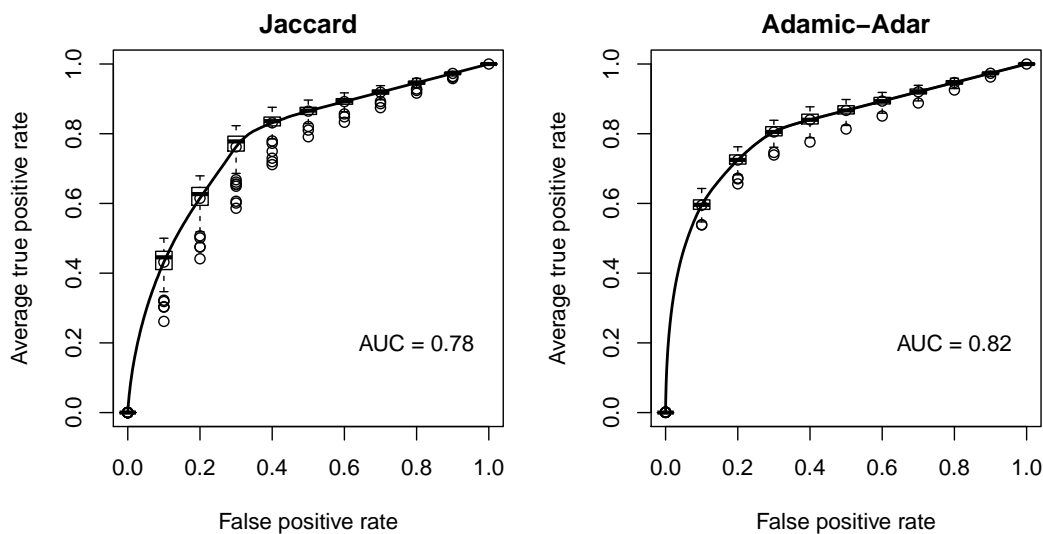 Jaccard
Average true positive rate
1.0
0.8
0.6
0.4
0.2
0.0
AUC = 0.78
0.0 0.2 0.4 0.6 0.8 1.0
False positive rate
Adamic−Adar
Average true positive rate
1.0
0.8
0.6
0.4
0.2
0.0
AUC = 0.82
0.0 0.2 0.4 0.6 0.8 1.0
False positive rate